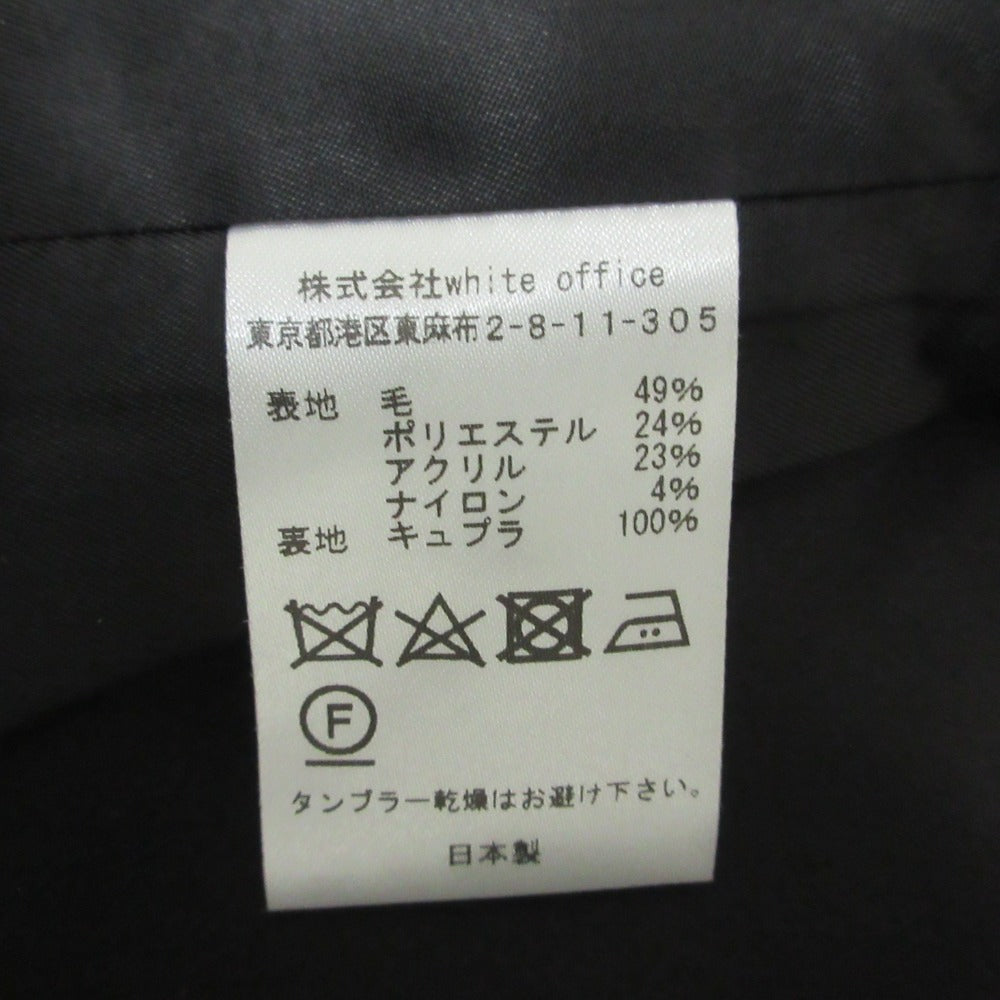 株式会社white office
東京都港区東麻布2-8-11-305
表地 毛 49%
ポリエステル 24%
アクリル 23%
ナイロン 4%
裏地 キュプラ 100%
F
タンブラー乾燥はお避け下さい。
日本製